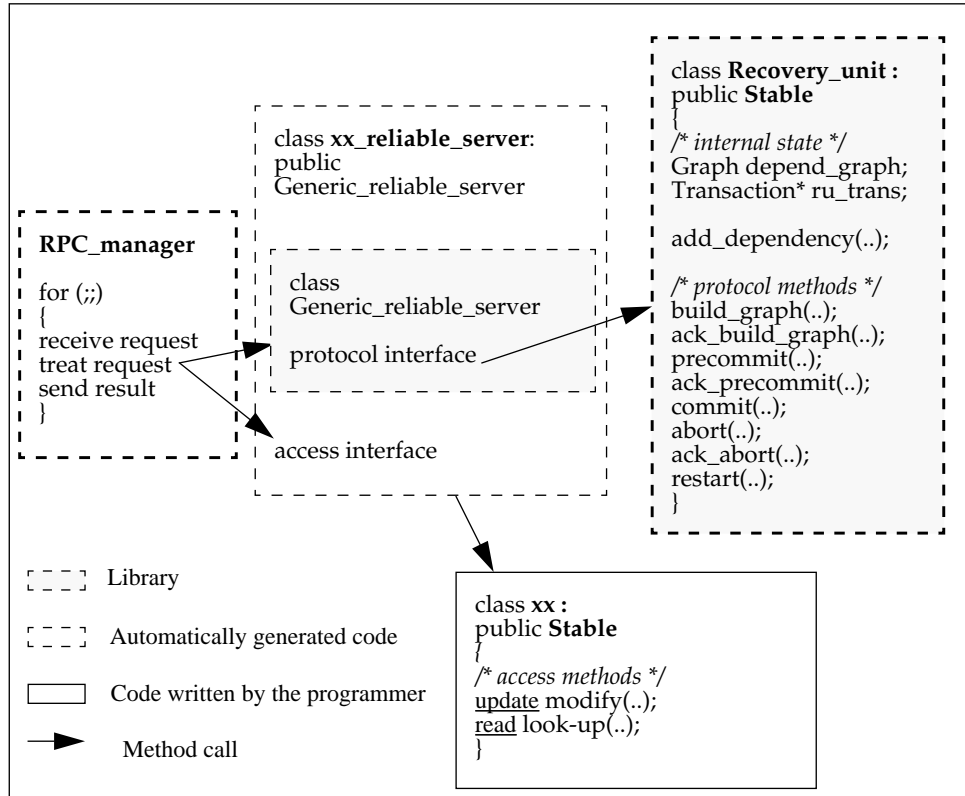 RPC_manager
for (;;)
{
receive request
treat request
send result
}
class xx_reliable_server:
public
Generic_reliable_server
class
Generic_reliable_server
protocol interface
access interface
class Recovery_unit :
public Stable
{
/* internal state */
Graph depend_graph;
Transaction* ru_trans;
add_dependency(..);
/* protocol methods */
build_graph(..);
ack_build_graph(..);
precommit(..);
ack_precommit(..);
commit(..);
abort(..);
ack_abort(..);
restart(..);
}
class xx :
public Stable
{
/* access methods */
update modify(..);
read look-up(..);
}
Library
Automatically generated code
Code written by the programmer
Method call